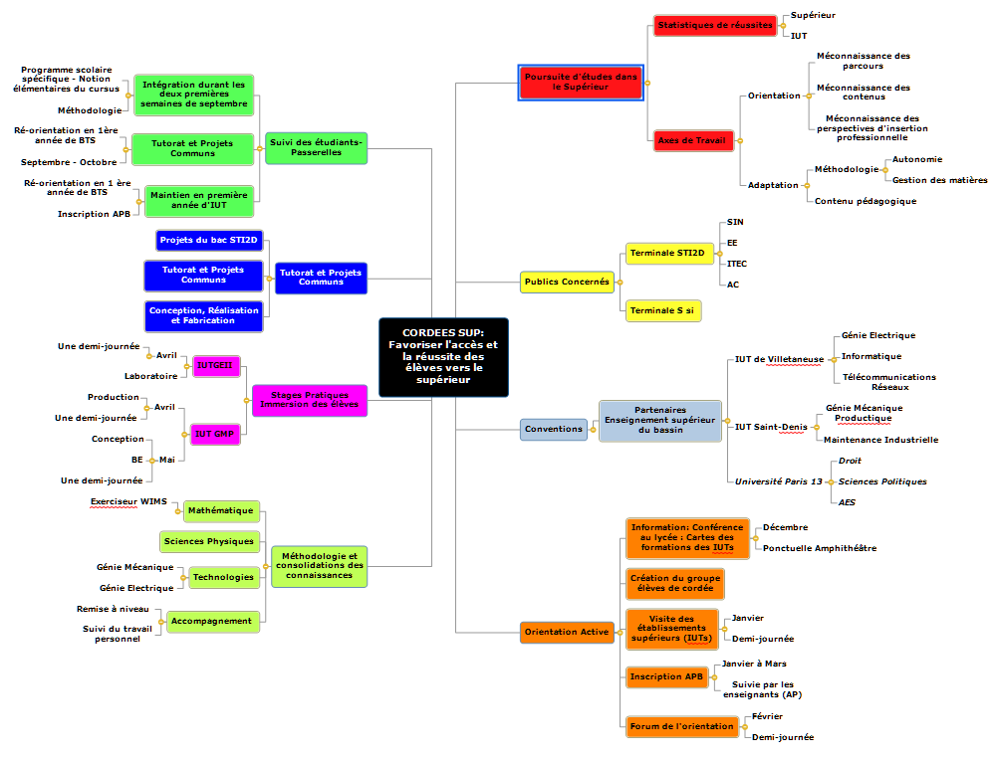 CORDEES SUP:
Favoriser l'accès et
la réussite des
élèves vers le
supérieur
Poursuite d'études dans
le Supérieur
Statistiques de réussites
Supérieur
IUT
Axes de Travail
Orientation
Méconnaissance des
parcours
Méconnaissance des
contenus
Méconnaissance des
perspectives d'insertion
professionnelle
Adaptation
Méthodologie
Autonomie
Gestion des matières
Contenu pédagogique
Publics Concernés
Terminale STI2D
SIN
EE
ITEC
AC
Terminale S si
Conventions
Partenaires
Enseignement supérieur
du bassin
IUT de Villetaneuse
Génie Electrique
Informatique
Télécommunications
Réseaux
IUT Saint-Denis
Génie Mécanique
Productique
Maintenance Industrielle
Université Paris 13
Droit
Sciences Politiques
AES
Orientation Active
Information: Conférence
au lycée : Cartes des
formations des IUTs
Décembre
Ponctuelle Amphithéâtre
Création du groupe
élèves de cordée
Visite des
établissements
supérieurs (IUTs)
Janvier
Demi-journée
Inscription APB
Janvier à Mars
Suivie par les
enseignants (AP)
Forum de l'orientation
Février
Demi-journée
Suivi des étudiants-
Passerelles
Intégration durant les
deux premières
semaines de septembre
Programme scolaire
spécifique - Notion
élémentaires du cursus
Méthodologie
Tutorat et Projets
Communs
Ré-orientation en 1ère
année de BTS
Septembre - Octobre
Maintien en première
année d'IUT
Ré-orientation en 1 ère
année de BTS
Inscription APB
Tutorat et Projets
Communs
Projets du bac STI2D
Tutorat et Projets
Communs
Conception, Réalisation
et Fabrication
Stages Pratiques
Immersion des élèves
IUTGEII
Avril
Une demi-journée
Laboratoire
IUT GMP
Avril
Production
Une demi-journée
Mai
Conception
BE
Une demi-journée
Méthodologie et
consolidations des
connaissances
Mathématique
Exerciseur WIMS
Sciences Physiques
Technologies
Génie Mécanique
Génie Electrique
Accompagnement
Remise à niveau
Suivi du travail
personnel